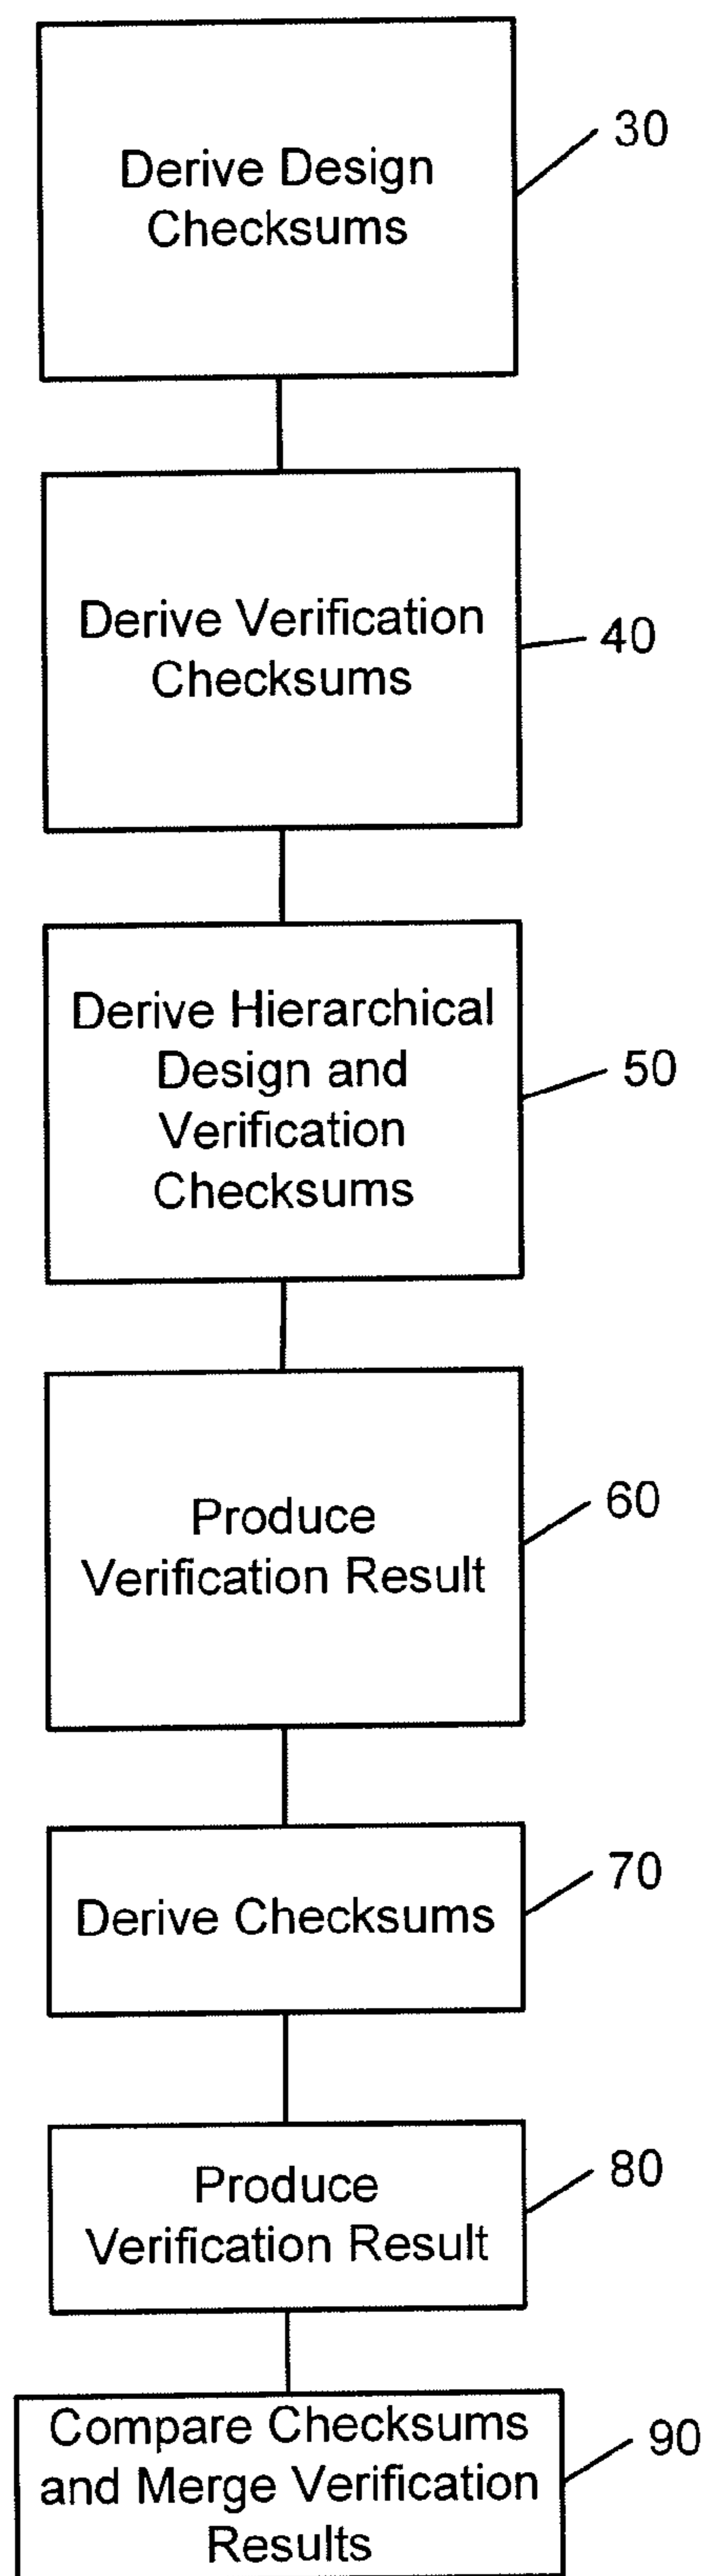 Derive Design
Checksums
30
Derive Verification
Checksums
40
Derive Hierarchical
Design and
Verification
Checksums
50
Produce
Verification Result
60
Derive Checksums
70
Produce
Verification Result
80
Compare Checksums
and Merge Verification
Results
90